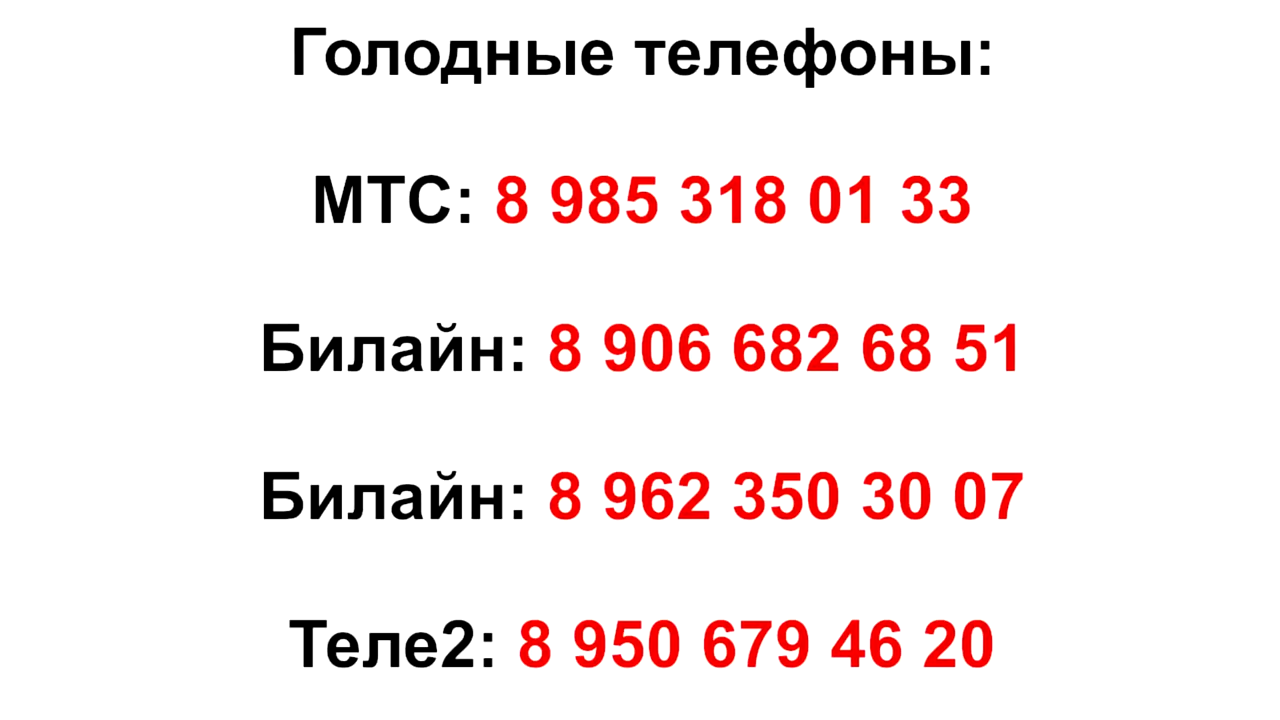 Голодные телефоны:
МТС: 8 985 318 01 33
Билайн: 8 906 682 68 51
Билайн: 8 962 350 30 07
Теле2: 8 950 679 46 20